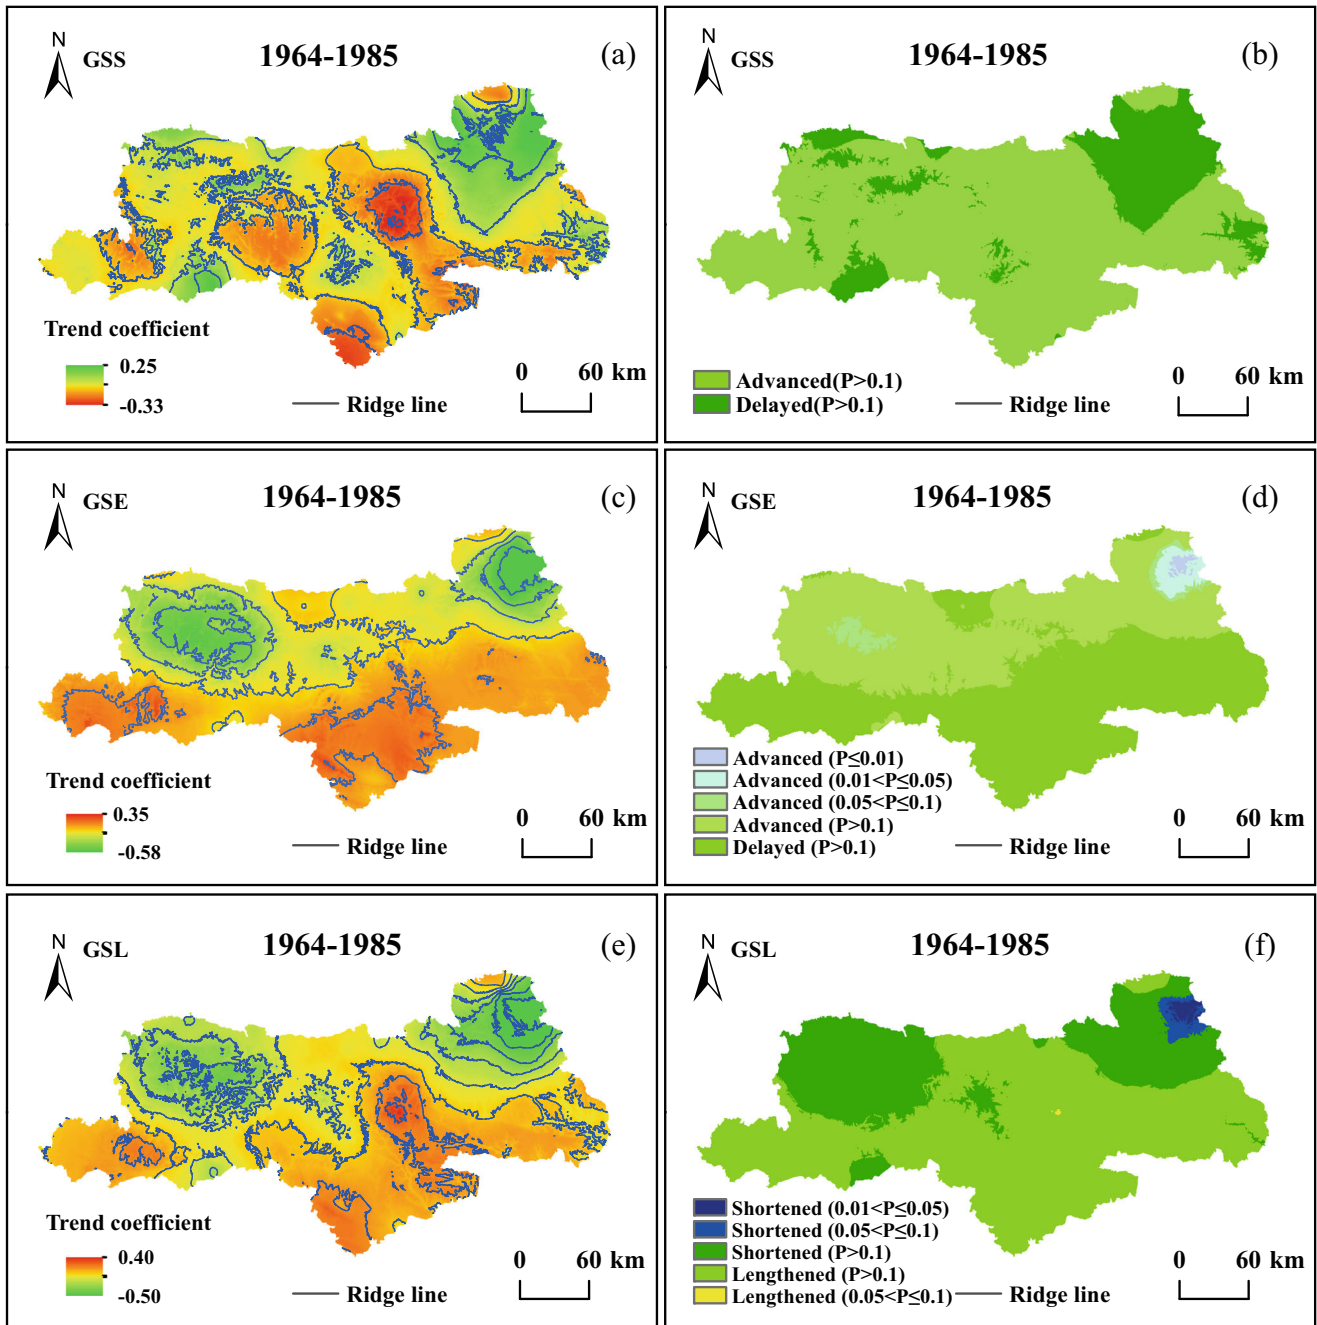 N
GSS
1964-1985
(a)
Trend coefficient
0.25
-0.33
Ridge line
0 60 km
N
GSS
1964-1985
(b)
Advanced(P>0.1)
Delayed(P>0.1)
Ridge line
0 60 km
N
GSE
1964-1985
(c)
Trend coefficient
0.35
-0.58
Ridge line
0 60 km
N
GSE
1964-1985
(d)
Advanced (P≤0.01)
Advanced (0.01<P≤0.05)
Advanced (0.05<P≤0.1)
Advanced (P>0.1)
Delayed (P>0.1)
Ridge line
0 60 km
N
GSL
1964-1985
(e)
Trend coefficient
0.40
-0.50
Ridge line
0 60 km
N
GSL
1964-1985
(f)
Shortened (0.01<P≤0.05)
Shortened (0.05<P≤0.1)
Shortened (P>0.1)
Lengthened (P>0.1)
Lengthened (0.05<P≤0.1)
Ridge line
0 60 km